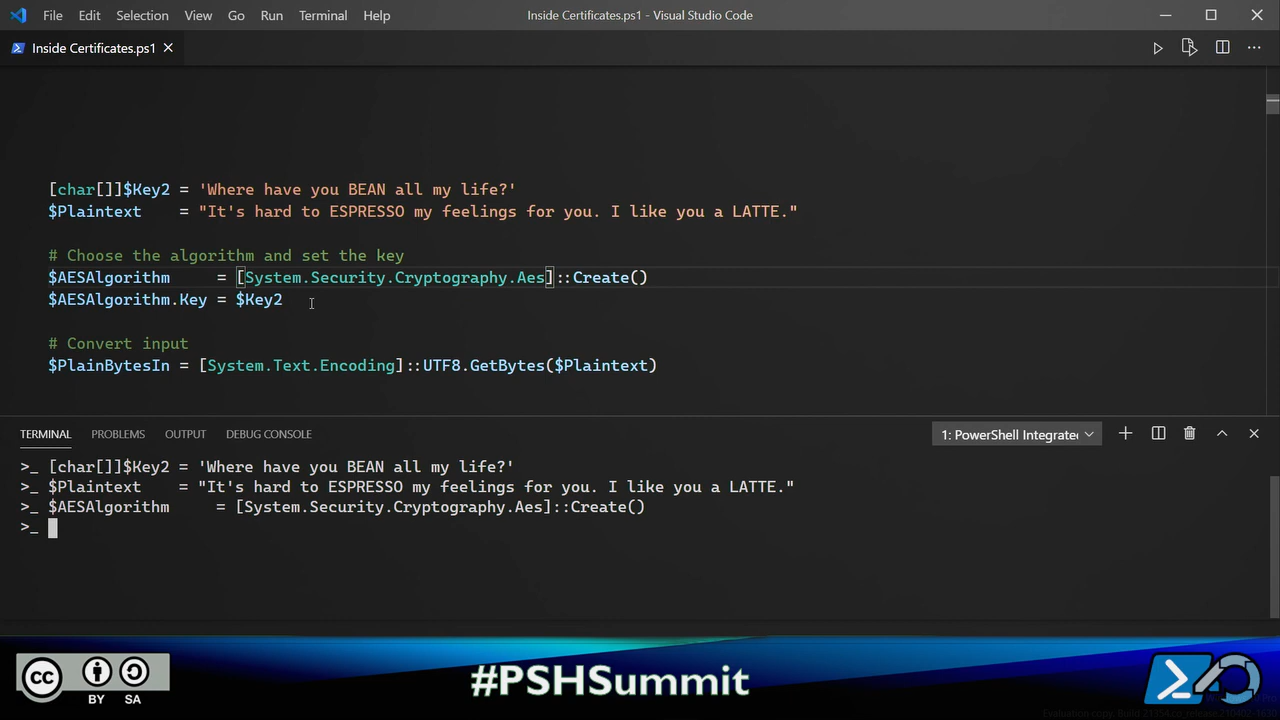 File Edit Selection View Go Run Terminal Help Inside Certificates.ps1 - Visual Studio Code
Inside Certificates.ps1
[char[]]$Key2 = 'Where have you BEAN all my life?'
$Plaintext    = "It's hard to ESPRESSO my feelings for you. I like you a LATTE."
# Choose the algorithm and set the key
$AESAlgorithm     = [System.Security.Cryptography.Aes]::Create()
$AESAlgorithm.Key = $Key2
# Convert input
$PlainBytesIn = [System.Text.Encoding]::UTF8.GetBytes($Plaintext)
TERMINAL PROBLEMS OUTPUT DEBUG CONSOLE 1: PowerShell Integrate
>_ [char[]]$Key2 = 'Where have you BEAN all my life?'
>_ $Plaintext    = "It's hard to ESPRESSO my feelings for you. I like you a LATTE."
>_ $AESAlgorithm     = [System.Security.Cryptography.Aes]::Create()
>_
#PSHSummit
CC
BY SA